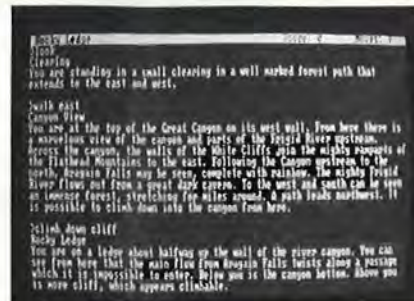 Rocky Ledge Score: Moves:
>look
Clearing
You are standing in a small clearing in a well marked forest path that
extends to the east and west.
>walk east
Canyon View
You are at the top of the Great Canyon on its west wall. From here there is
a marvelous view of the canyon and parts of the Frigid River upstream.
Across the canyon, the walls of the White Cliffs join the mighty ramparts of
the Flathead Mountains to the east. Following the Canyon upstream to the
north, Aragain Falls may be seen, complete with rainbow. The mighty Frigid
River flows out from a great dark cavern. To the west and south can be seen
an immense forest, stretching for miles around. A path leads northwest. It
is possible to climb down into the canyon from here.
>climb down cliff
Rocky Ledge
You are on a ledge about halfway up the wall of the river canyon. You can
see from here that the main flow from Aragain Falls twists along a passage
which it is impossible to enter. Below you is the canyon bottom. Above you
is more cliff, which appears climbable.